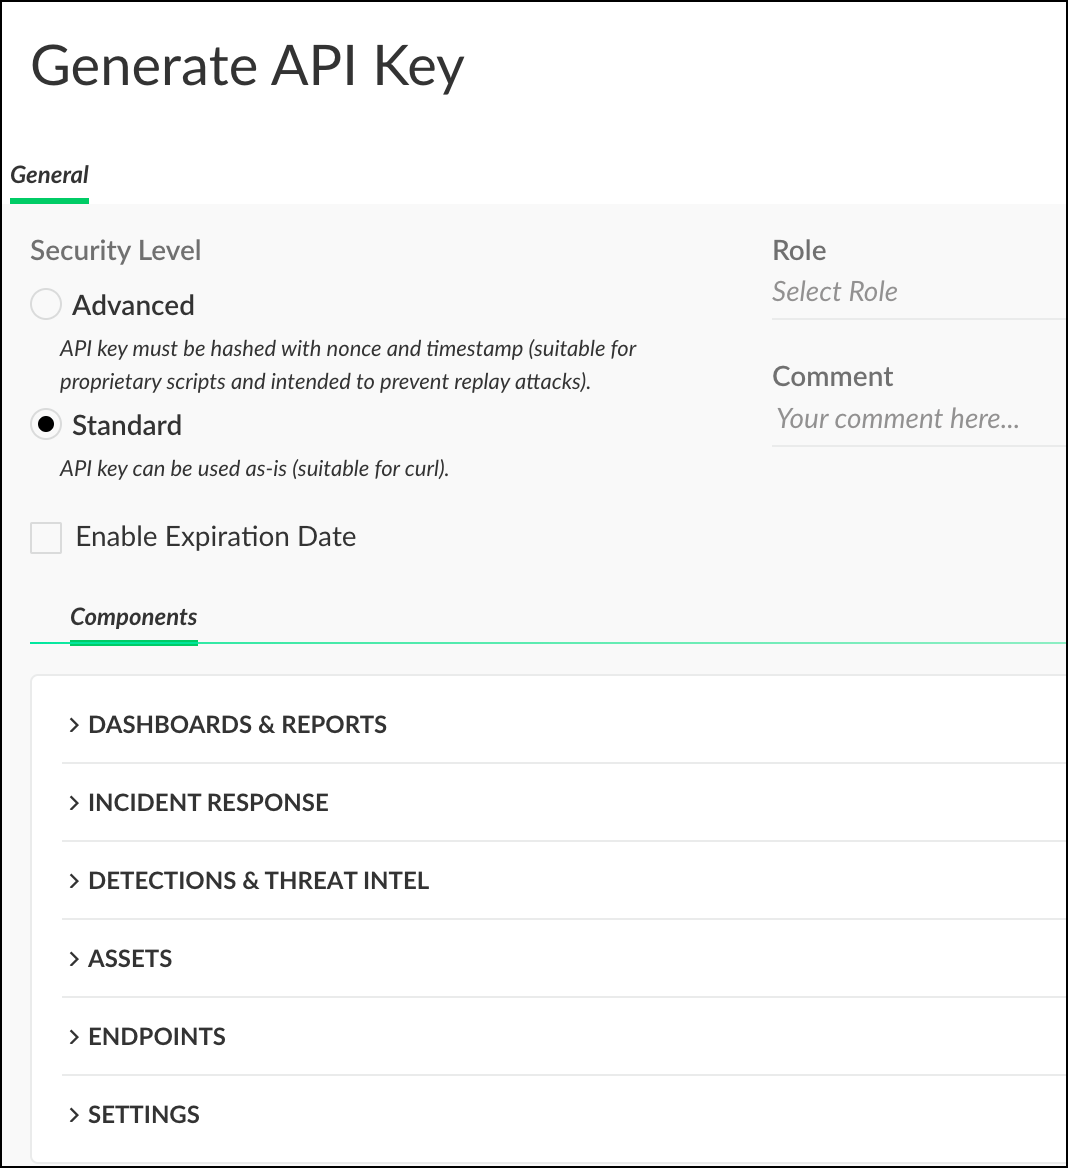 Generate API Key
General
Security Level
Advanced
API key must be hashed with nonce and timestamp (suitable for
proprietary scripts and intended to prevent replay attacks).
Standard
API key can be used as-is (suitable for curl).
Enable Expiration Date
Role
Select Role
Comment
Your comment here...
Components
DASHBOARDS & REPORTS
INCIDENT RESPONSE
DETECTIONS & THREAT INTEL
ASSETS
ENDPOINTS
SETTINGS